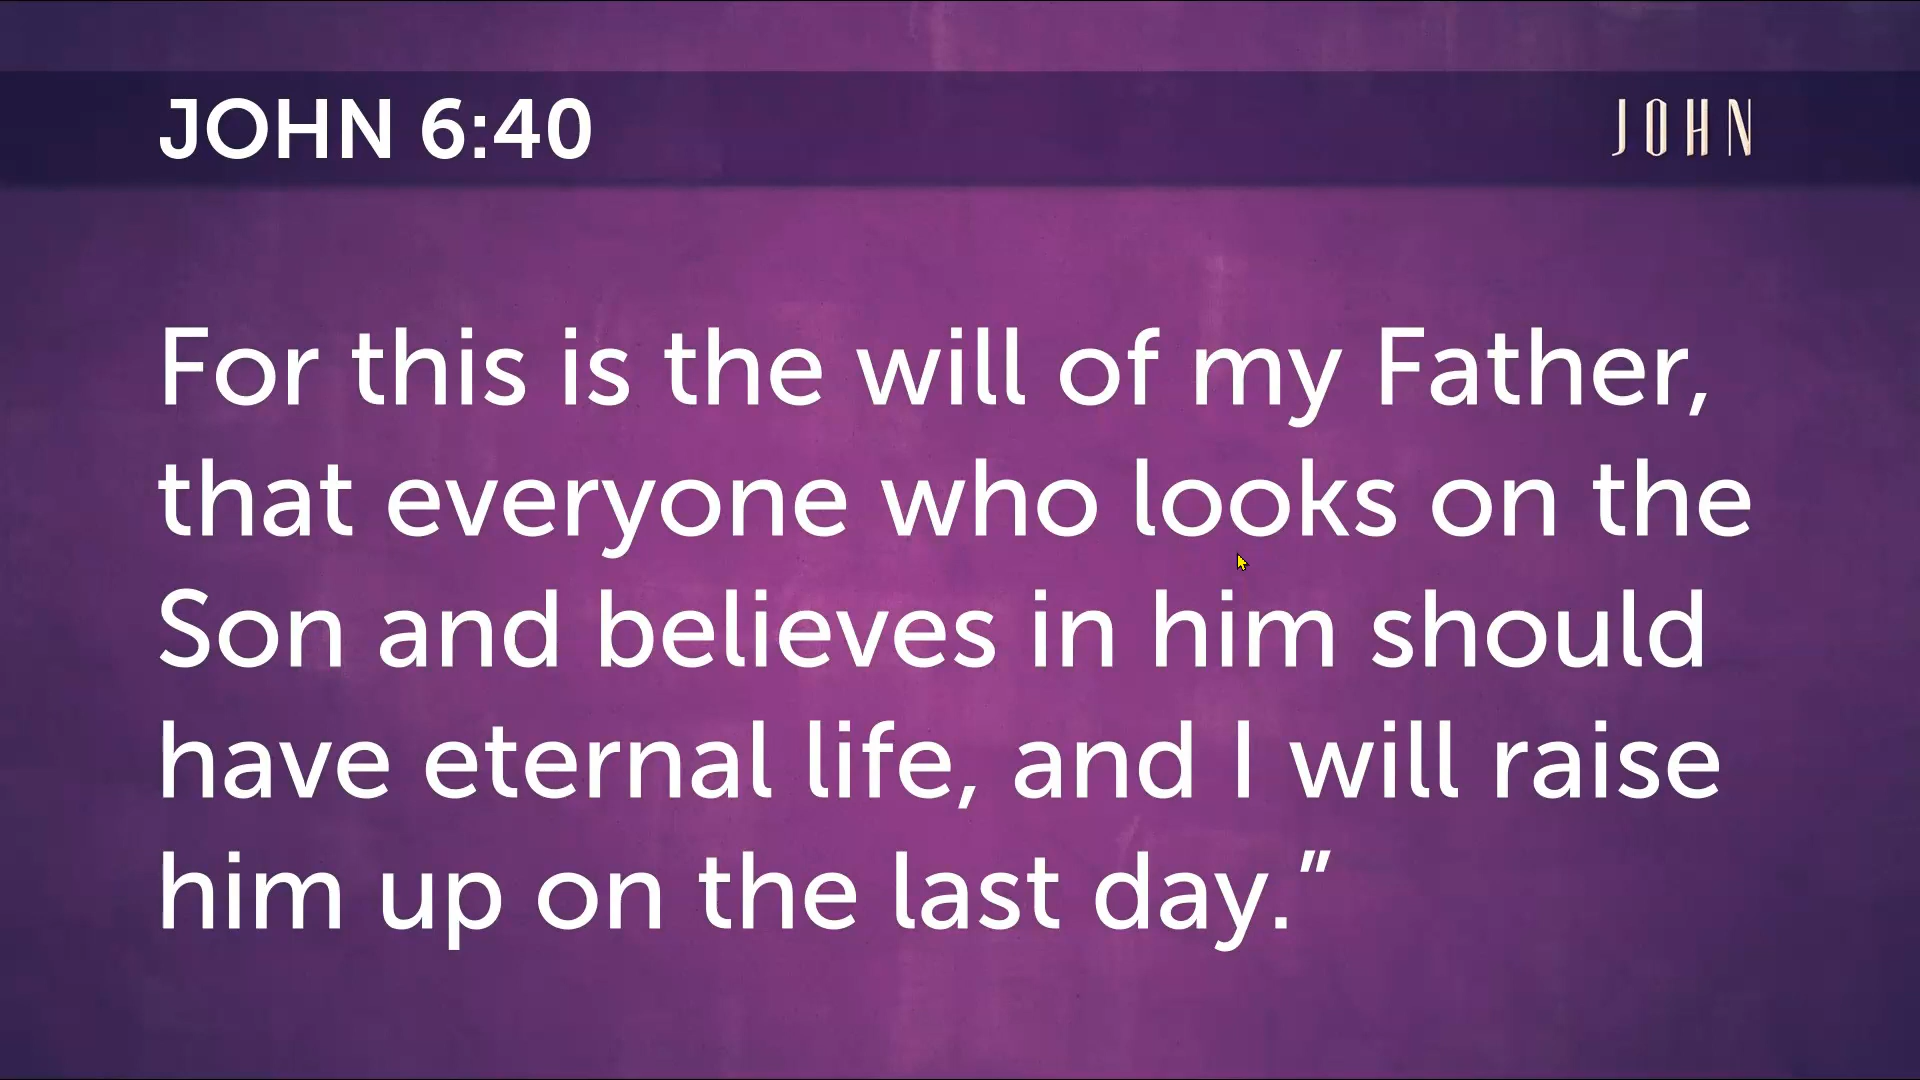 JOHN 6:40
JOHN
For this is the will of my Father,
that everyone who looks on the
Son and believes in him should
have eternal life, and I will raise
him up on the last day.”